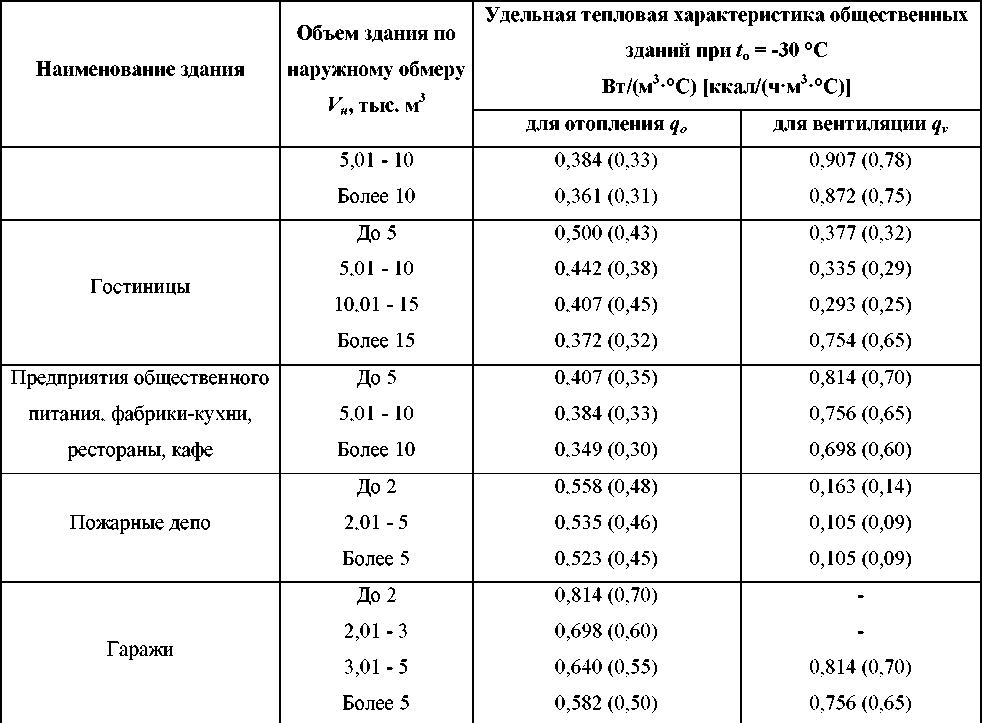 Наименование здания
Объем здания по
наружному обмеру
Vн, тыс. м³
Удельная тепловая характеристика общественных
зданий при to = -30 °С
Вт/(м³·°С) [ккал/(ч·м³·°С)]
для отопления qo
для вентиляции qv
5,01 - 10 0,384 (0,33) 0,907 (0,78)
Более 10 0,361 (0,31) 0,872 (0,75)
Гостиницы
До 5 0,500 (0,43) 0,377 (0,32)
5,01 - 10 0,442 (0,38) 0,335 (0,29)
10,01 - 15 0,407 (0,45) 0,293 (0,25)
Более 15 0,372 (0,32) 0,754 (0,65)
Предприятия общественного
питания, фабрики-кухни,
рестораны, кафе
До 5 0,407 (0,35) 0,814 (0,70)
5,01 - 10 0,384 (0,33) 0,756 (0,65)
Более 10 0,349 (0,30) 0,698 (0,60)
Пожарные депо
До 2 0,558 (0,48) 0,163 (0,14)
2,01 - 5 0,535 (0,46) 0,105 (0,09)
Более 5 0,523 (0,45) 0,105 (0,09)
Гаражи
До 2 0,814 (0,70) -
2,01 - 3 0,698 (0,60) -
3,01 - 5 0,640 (0,55) 0,814 (0,70)
Более 5 0,582 (0,50) 0,756 (0,65)